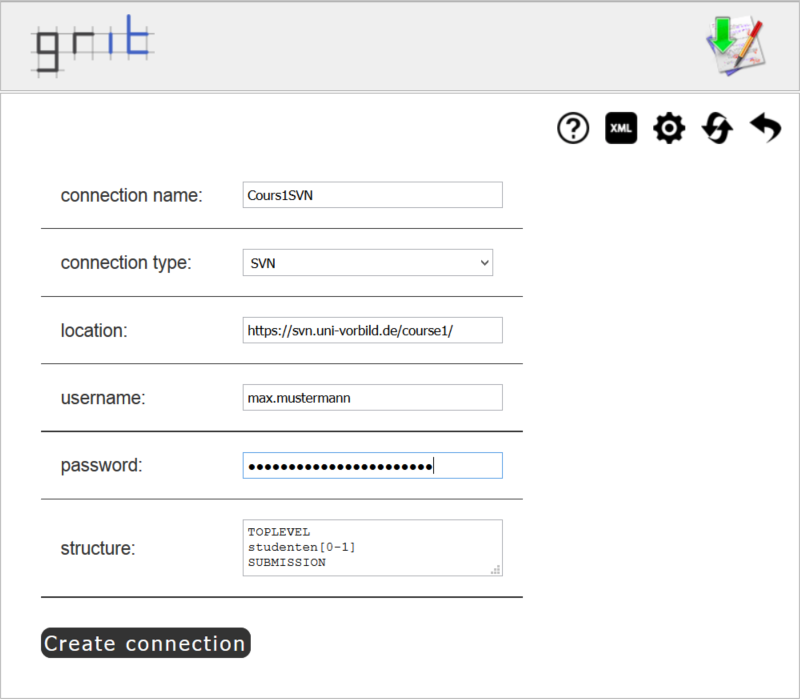 grit
XML
connection name: Cours1SVN
connection type: SVN
location: https://svn.uni-vorbild.de/course1/
username: max.mustermann
password: ●●●●●●●●●●●●●●●●●●●●●●●
structure: TOPLEVEL
studenten[0-1]
SUBMISSION
Create connection